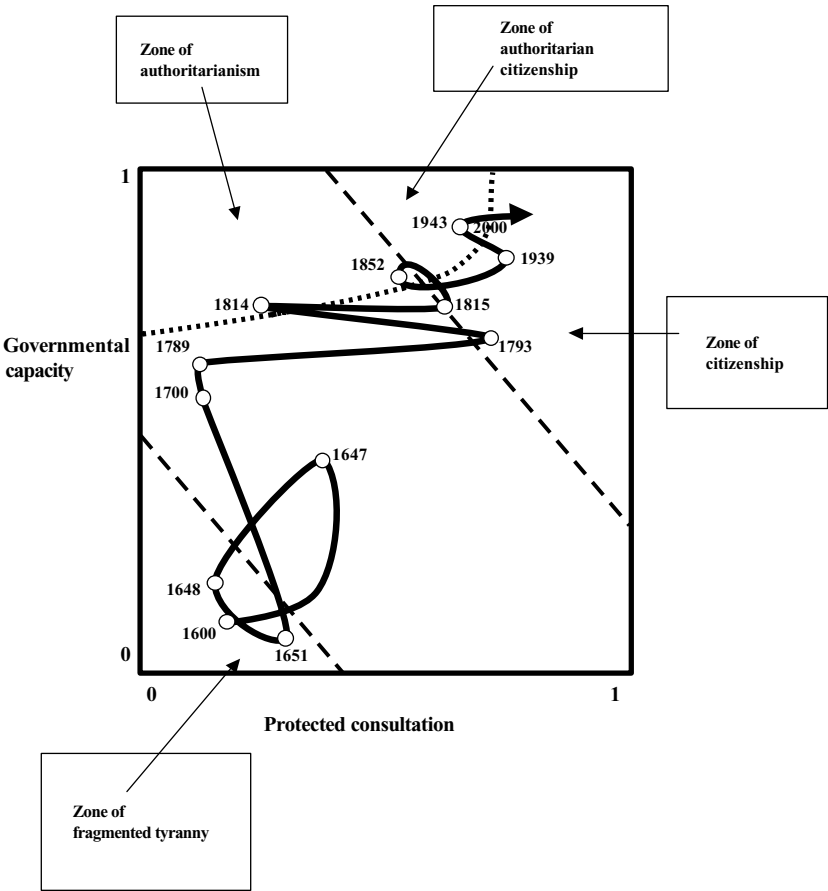 Zone of
authoritarianism
Zone of
authoritarian
citizenship
1
1943
2000
1939
1852
1814
1815
1789
1793
Governmental
capacity
Zone of
citizenship
1700
1647
1648
1600
1651
0
0
1
Protected consultation
Zone of
fragmented tyranny